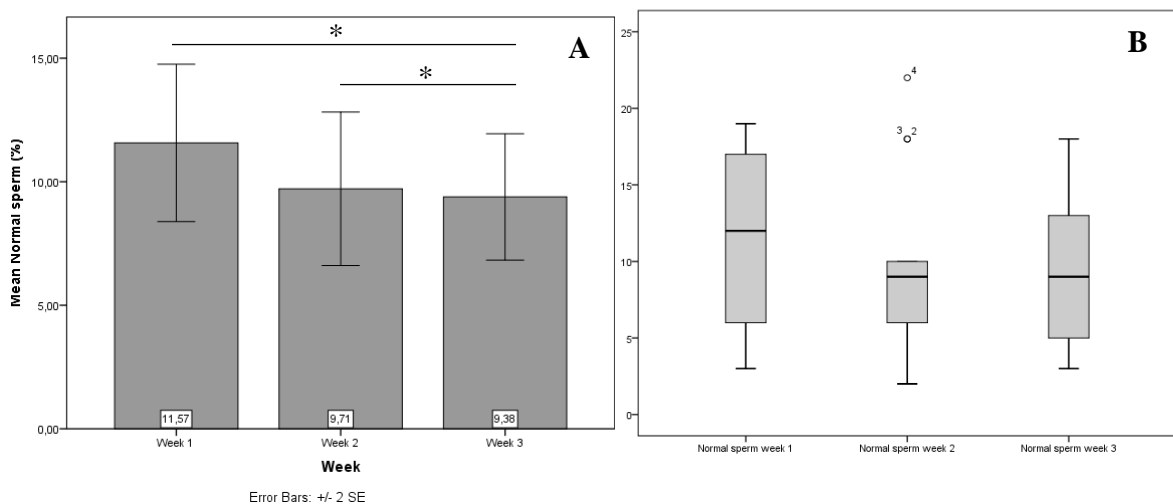 A
*
*
Mean Normal sperm (%)
15,00
10,00
5,00
0,00
11,57
9,71
9,38
Week 1
Week 2
Week 3
Week
Error Bars: +/- 2 SE
B
25
20
15
10
5
0
4
3 2
Normal sperm week 1
Normal sperm week 2
Normal sperm week 3